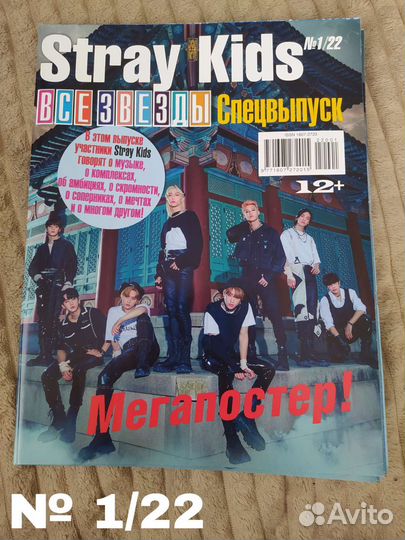 Stray Kids
№1/22
ВСЕ ЗВЕЗДЫ Спецвыпуск
В этом выпуске
участники Stray Kids
говорят о музыке,
о комплексах,
об амбициях, о скромности,
о соперниках, о мечтах
и о многом другом!
12+
Мегапостер!
№ 1/22
Avito